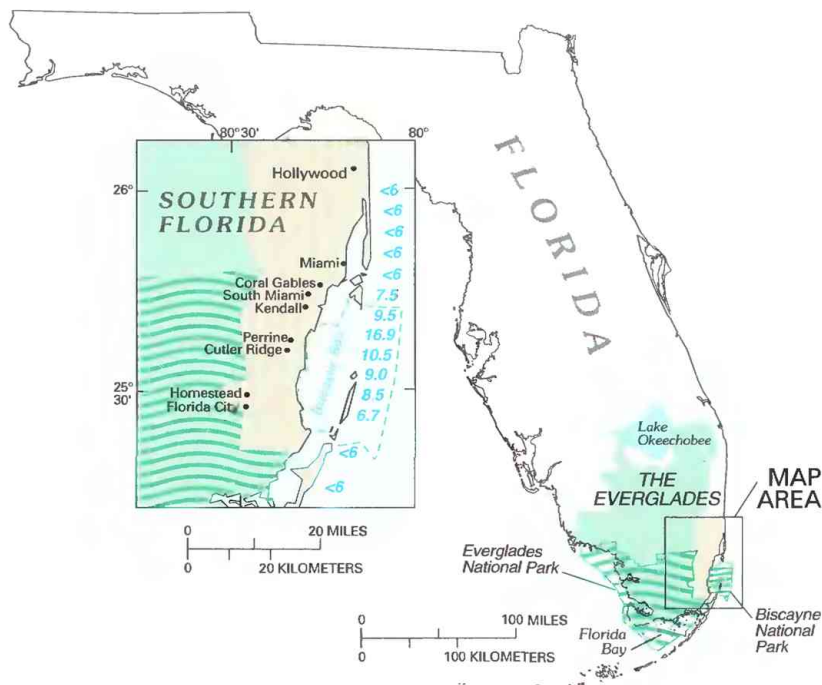 FLORIDA
80°30'
80°
26°
25°
30'
SOUTHERN
FLORIDA
Hollywood
Miami
Coral Gables
South Miami
Kendall
Perrine
Cutler Ridge
Homestead
Florida City
<6
<6
<6
<6
<6
7.5
9.5
16.9
10.5
9.0
8.5
6.7
<6
<6
0 20 MILES
0 20 KILOMETERS
Lake
Okeechobee
THE
EVERGLADES
MAP
AREA
Everglades
National Park
Biscayne
National
Park
Florida
Bay
0 100 MILES
0 100 KILOMETERS